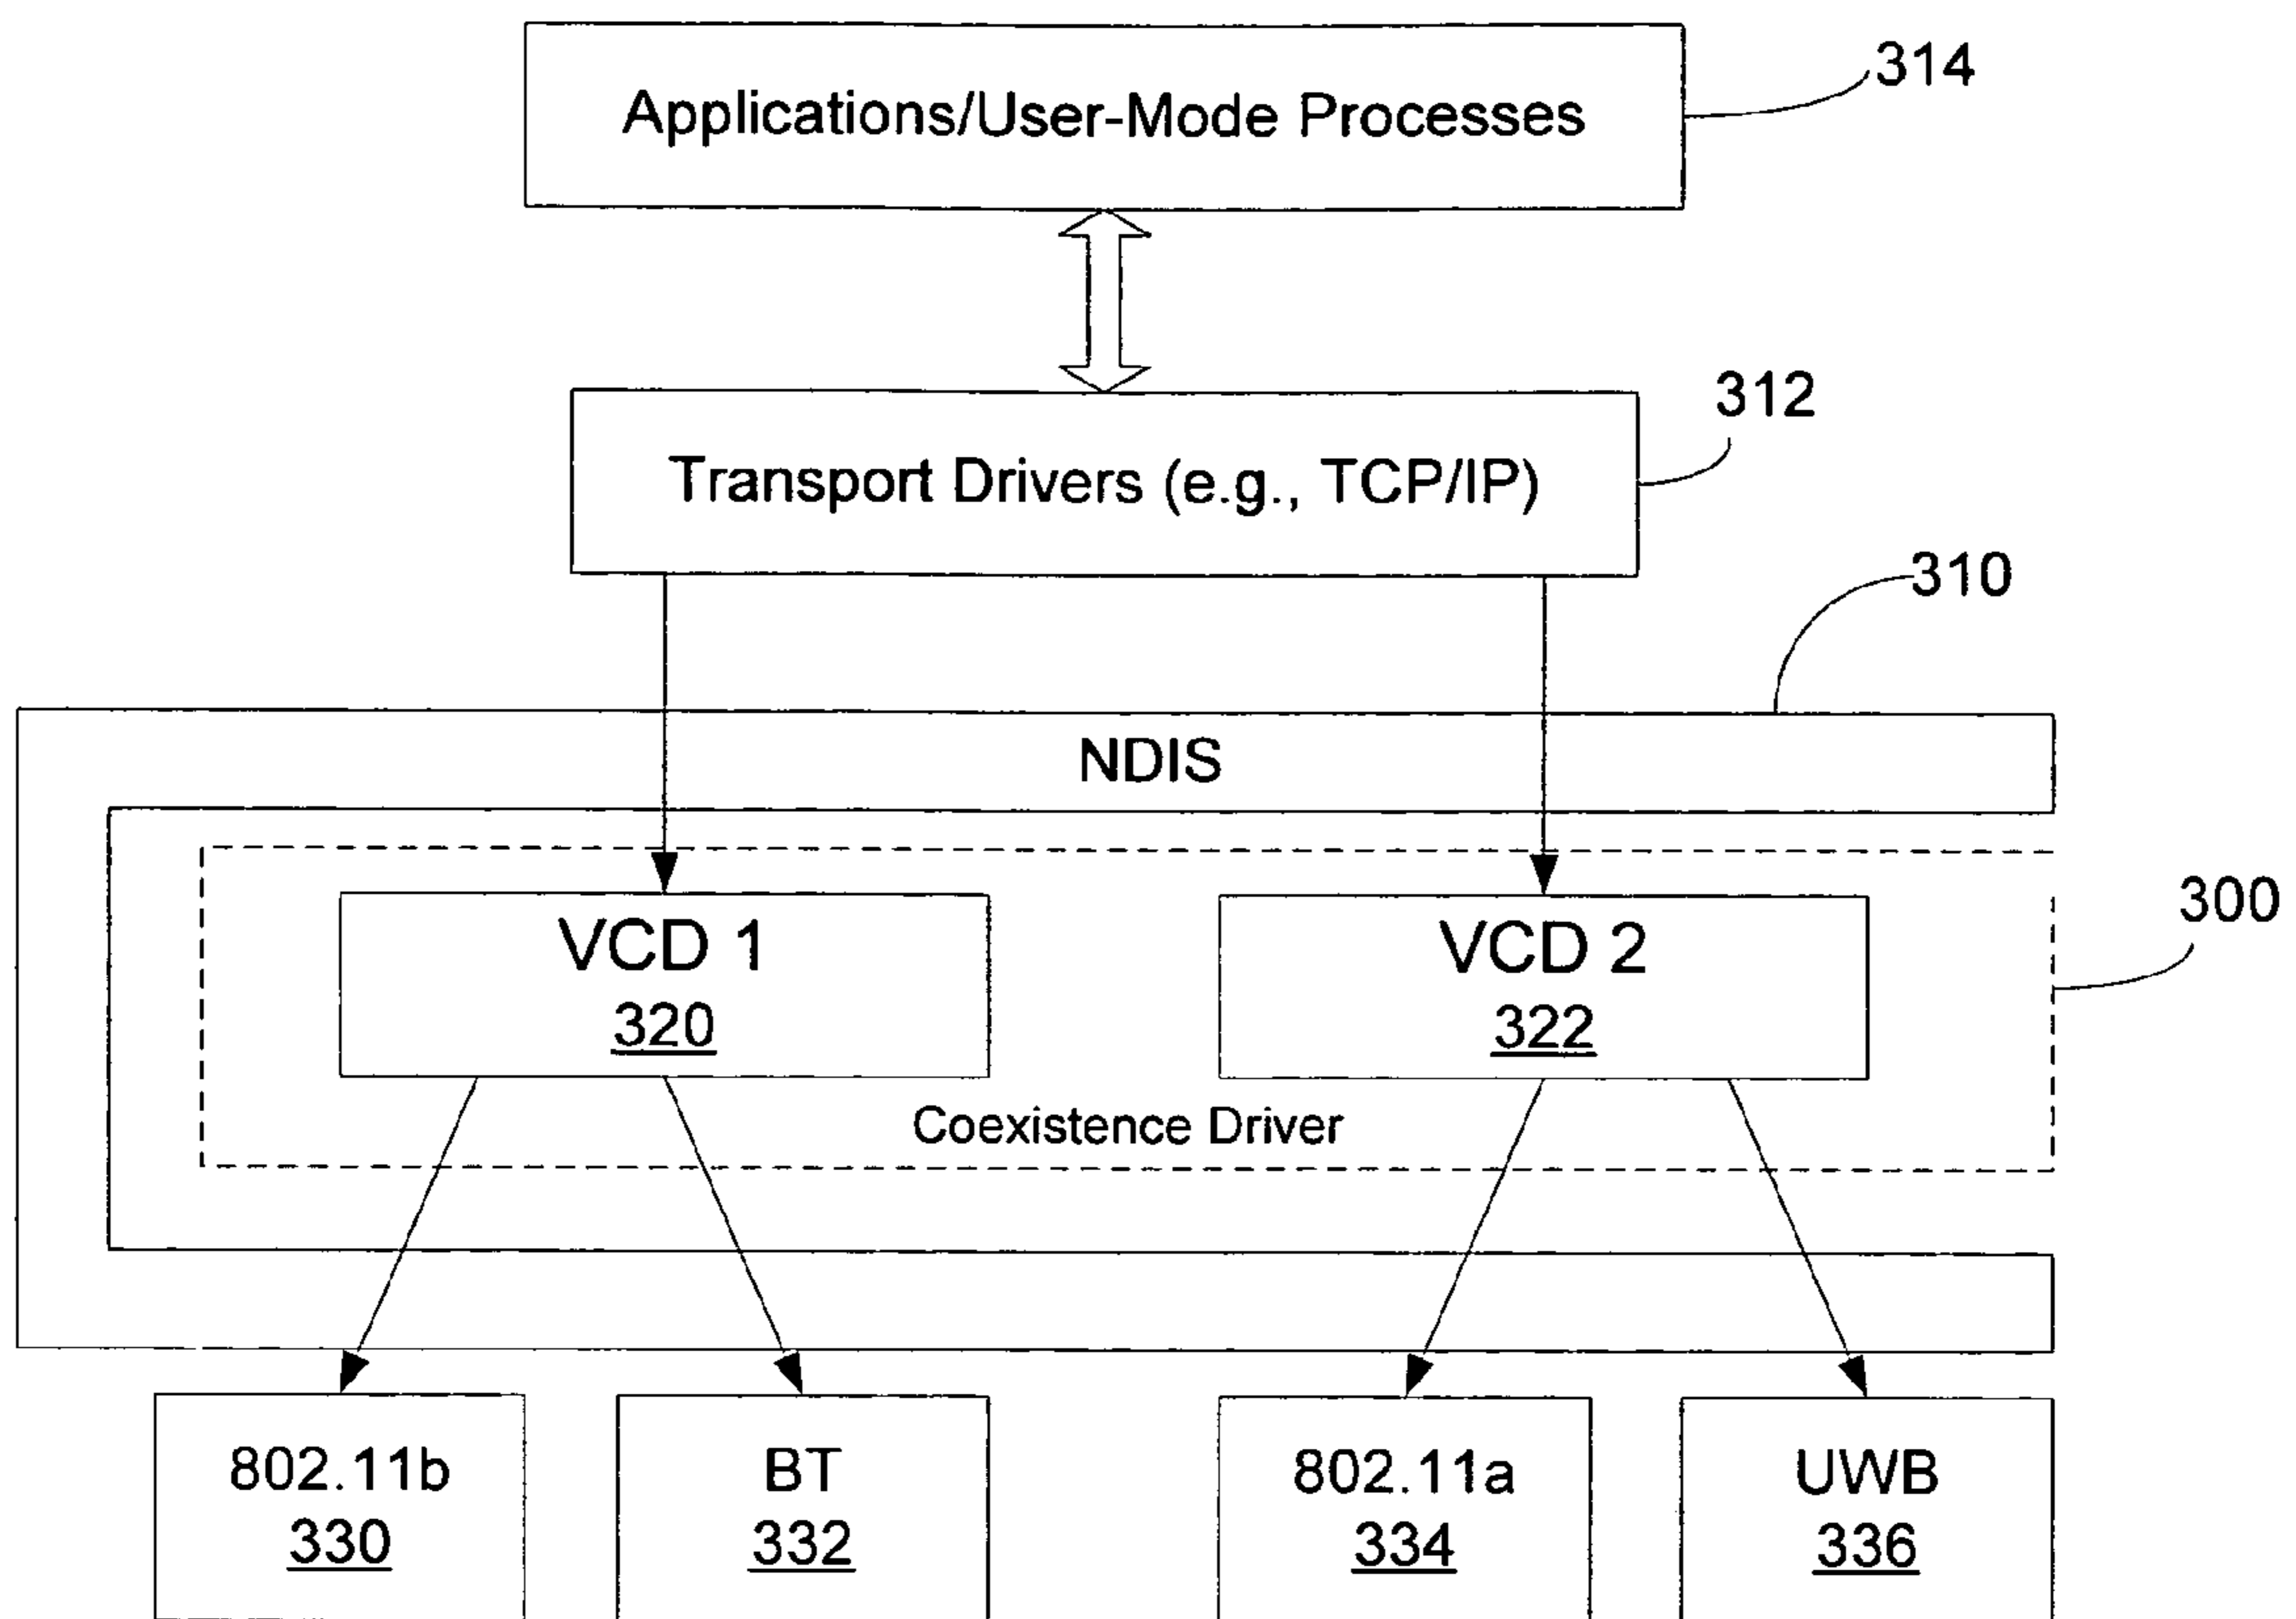 Applications/User-Mode Processes
314
Transport Drivers (e.g., TCP/IP)
312
310
NDIS
300
VCD 1
320
VCD 2
322
Coexistence Driver
802.11b
330
BT
332
802.11a
334
UWB
336